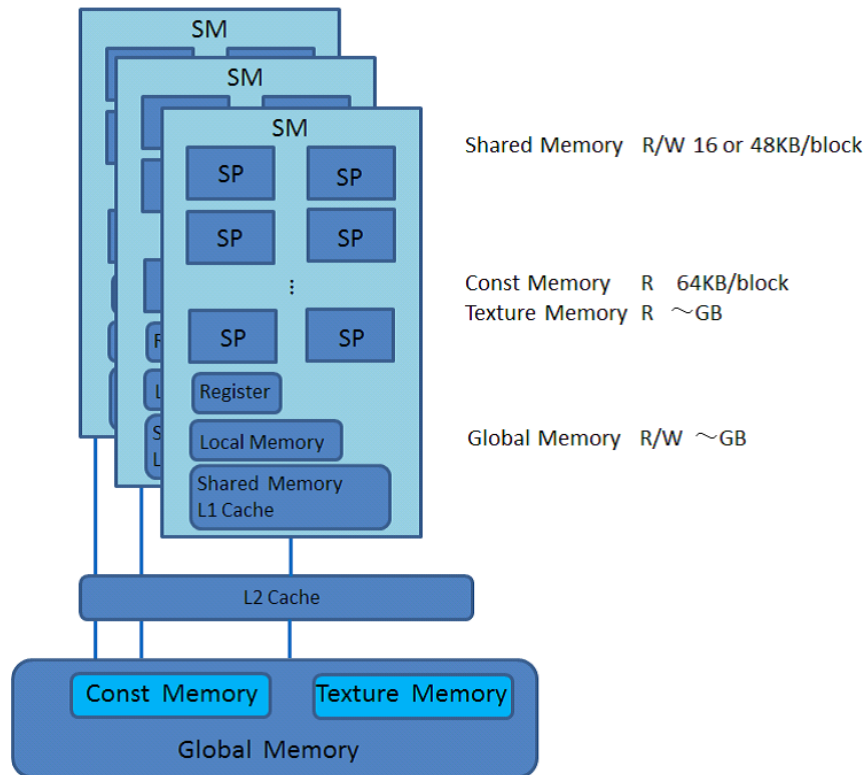 SM
SM
SM
SP SP
SP SP
⋮
SP SP
R
Register
L
Local Memory
S
L
Shared Memory
L1 Cache
L2 Cache
Const Memory Texture Memory
Global Memory
Shared Memory R/W 16 or 48KB/block
Const Memory R 64KB/block
Texture Memory R ～GB
Global Memory R/W ～GB